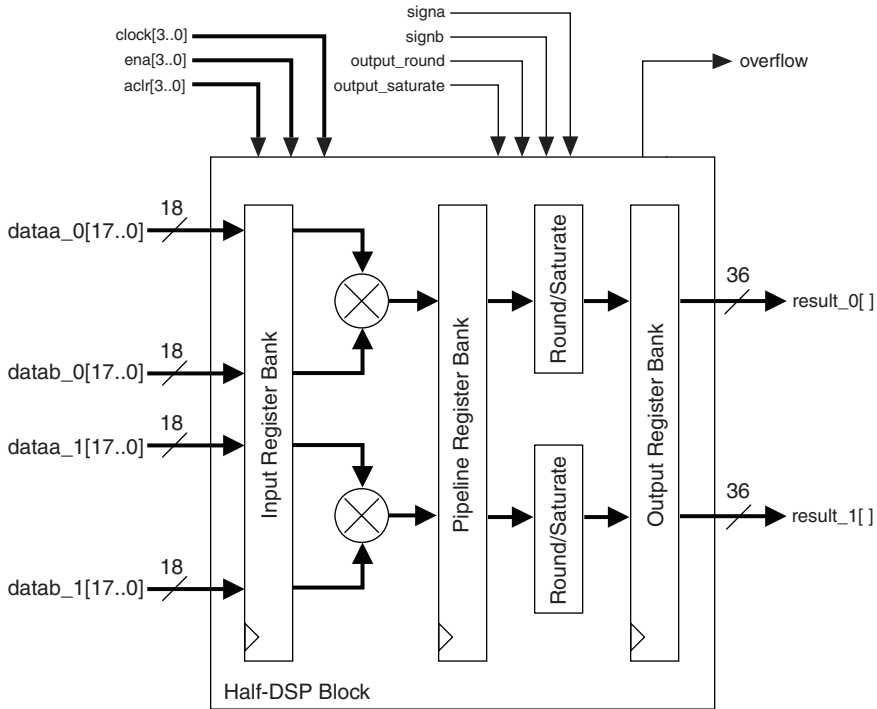 signa
clock[3..0]
signb
ena[3..0]
output_round
overflow
aclr[3..0]
output_saturate
18
dataa_0[17..0]
18
datab_0[17..0]
18
dataa_1[17..0]
18
datab_1[17..0]
Input Register Bank
Pipeline Register Bank
Round/Saturate
Round/Saturate
Output Register Bank
36
result_0[ ]
36
result_1[ ]
Half-DSP Block